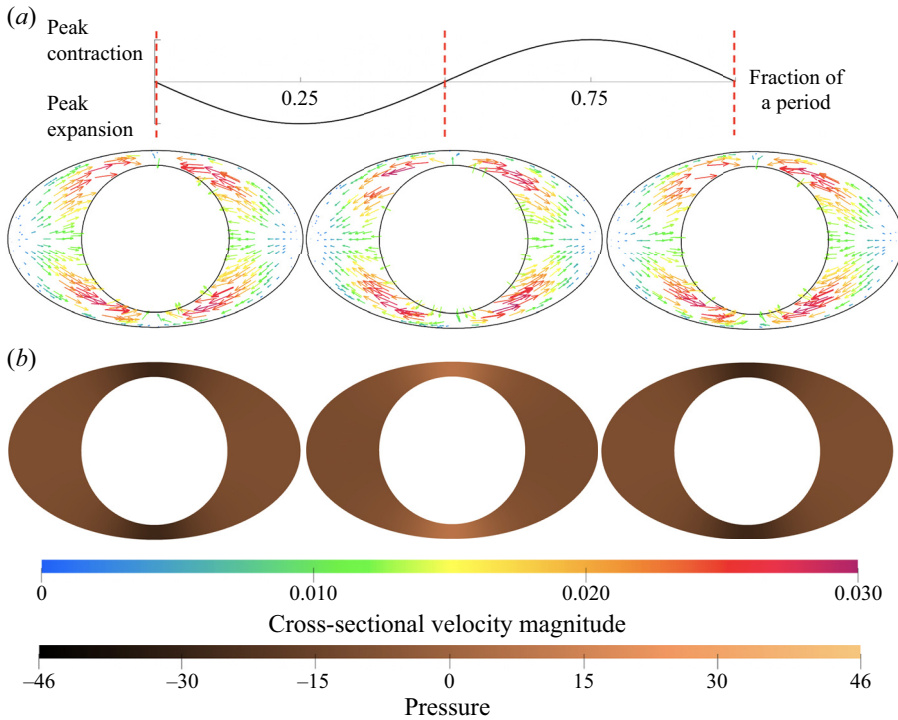 (a)
Peak
contraction
Peak
expansion
0.25
0.75
Fraction of
a period
(b)
0
0.010
0.020
0.030
Cross-sectional velocity magnitude
–46
–30
–15
0
15
30
46
Pressure